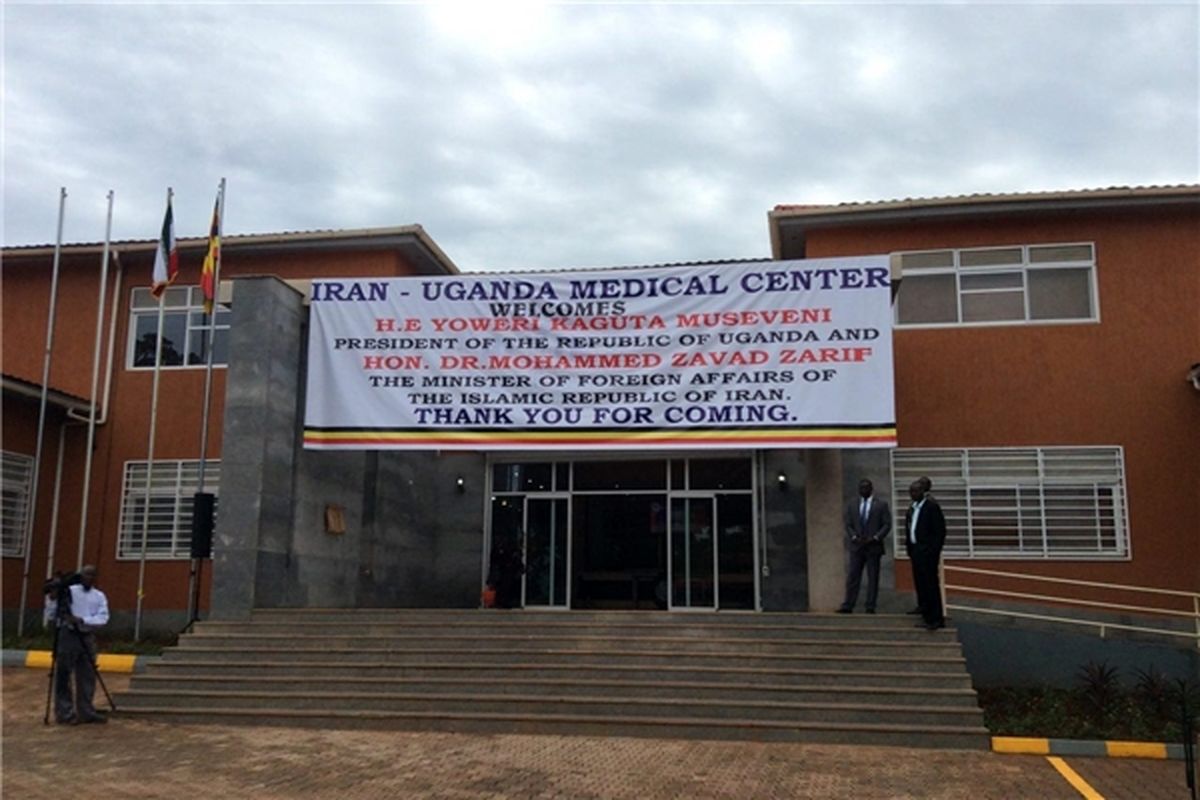 IRAN - UGANDA MEDICAL CENTER
WELCOMES
H.E YOWERI KAGUTA MUSEVENI
PRESIDENT OF THE REPUBLIC OF UGANDA AND
HON. DR.MOHAMMED ZAVAD ZARIF
THE MINISTER OF FOREIGN AFFAIRS OF
THE ISLAMIC REPUBLIC OF IRAN.
THANK YOU FOR COMING.